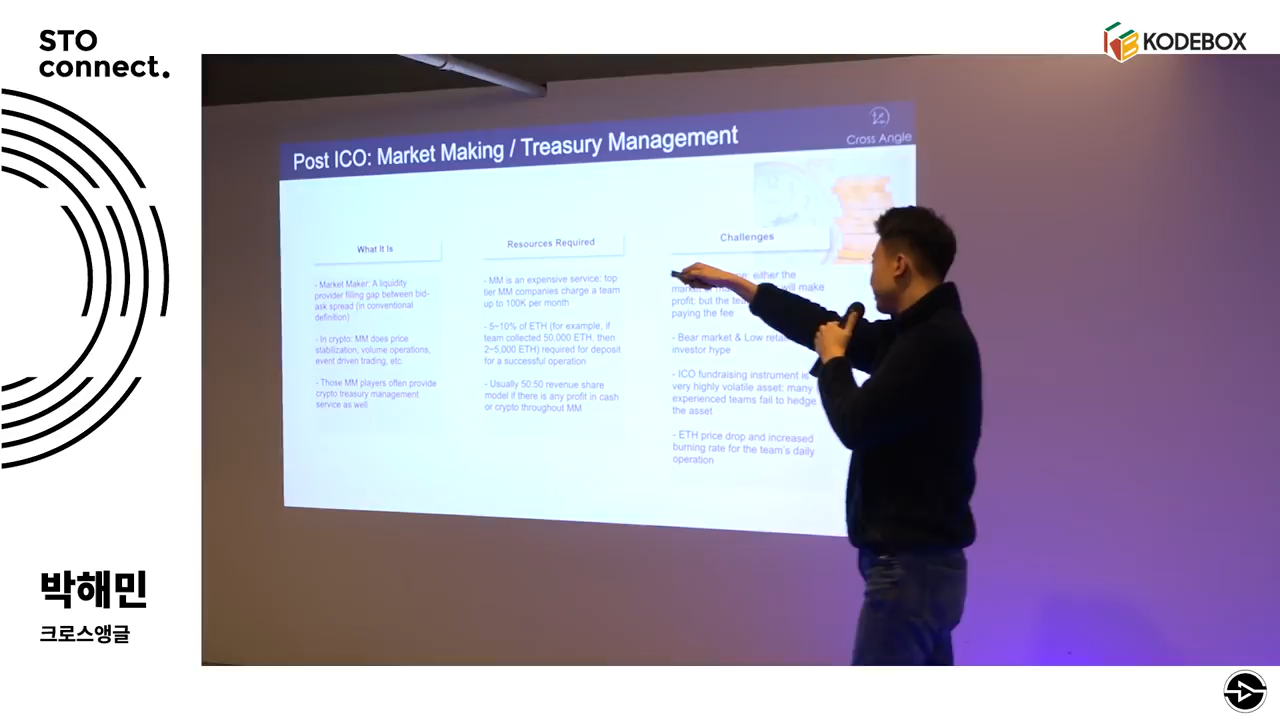 STO
connect.
KODEBOX
Post ICO: Market Making / Treasury Management
Cross Angle
What It Is
- Market Maker: A liquidity
provider filling gap between bid-
ask spread (in conventional
definition)
- In crypto: MM does price
stabilization, volume operations,
event driven trading, etc.
- Those MM players often provide
crypto treasury management
service as well
Resources Required
- MM is an expensive service: top
tier MM companies charge a team
up to 100K per month
- 5~10% of ETH (for example, if
team collected 50,000 ETH, then
2~5,000 ETH) required for deposit
for a successful operation
- Usually 50:50 revenue share
model if there is any profit in cash
or crypto throughout MM
Challenges
either the
will make
profit; but the
paying the fee
- Bear market & Low
investor hype
- ICO fundraising instrument is
very highly volatile asset: many
experienced teams fail to hedge
the asset
- ETH price drop and increased
burning rate for the team's daily
operation
박해민
크로스앵글